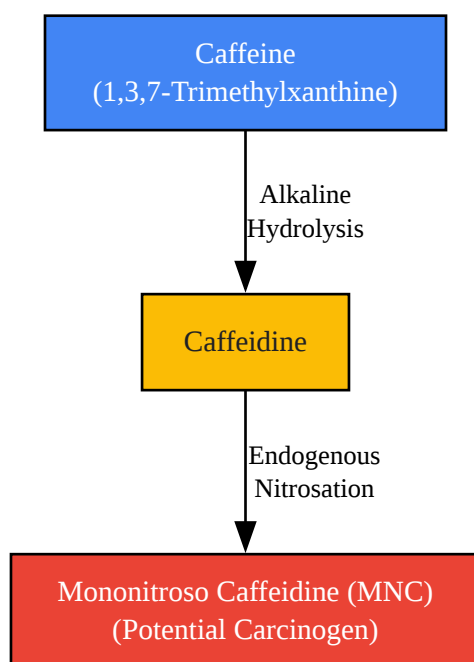 Caffeine
(1,3,7-Trimethylxanthine)
Alkaline
Hydrolysis
Caffeidine
Endogenous
Nitrosation
Mononitroso Caffeidine (MNC)
(Potential Carcinogen)